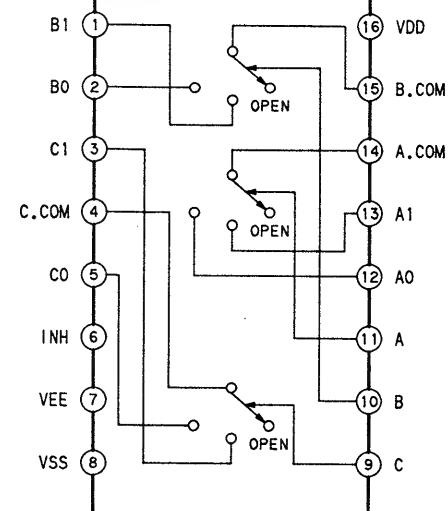 B1 1 16 VDD
B0 2 15 B.COM
OPEN
C1 3 14 A.COM
C.COM 4 13 A1
OPEN
C0 5 12 A0
INH 6 11 A
VEE 7 10 B
OPEN
VSS 8 9 C